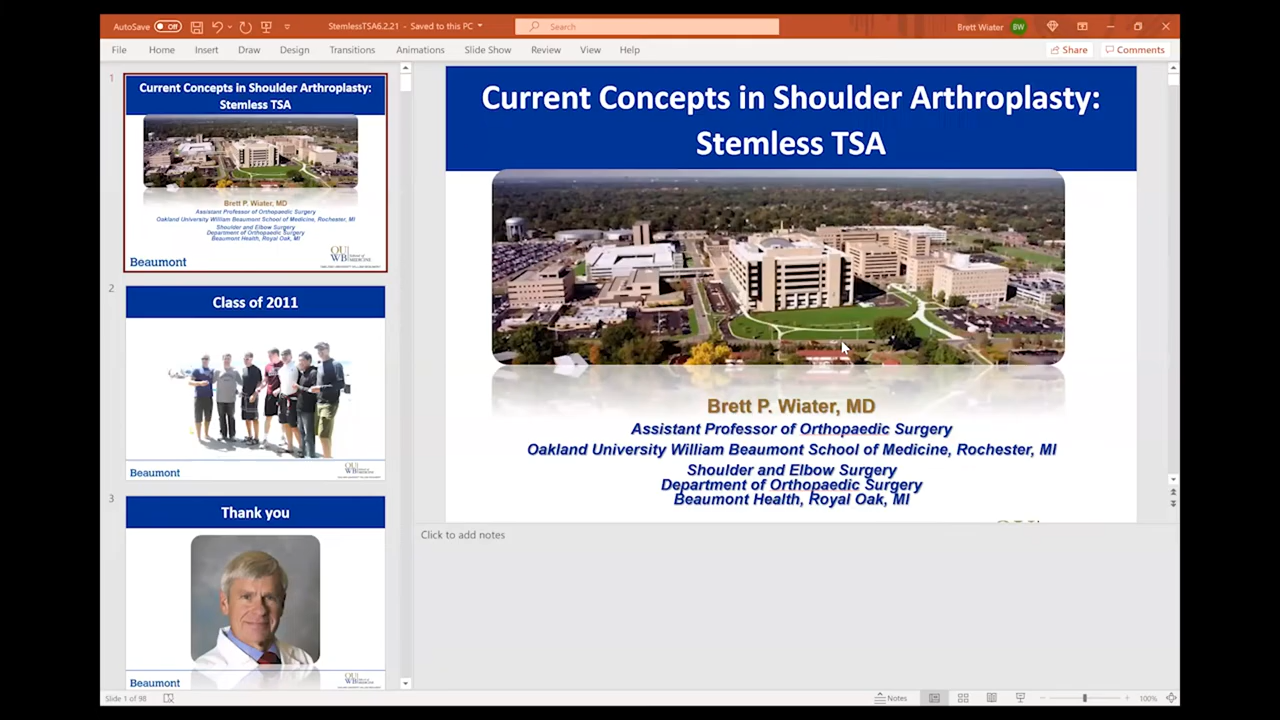 AutoSave Off
StemlessTSA6.2.21 - Saved to this PC
Search
Brett Wiater BW
File Home Insert Draw Design Transitions Animations Slide Show Review View Help
Share Comments
1
Current Concepts in Shoulder Arthroplasty:
Stemless TSA
Brett P. Wiater, MD
Assistant Professor of Orthopaedic Surgery
Oakland University William Beaumont School of Medicine, Rochester, MI
Shoulder and Elbow Surgery
Department of Orthopaedic Surgery
Beaumont Health, Royal Oak, MI
Beaumont
OU
WB
2
Class of 2011
Beaumont
3
Thank you
Beaumont
Current Concepts in Shoulder Arthroplasty:
Stemless TSA
Brett P. Wiater, MD
Assistant Professor of Orthopaedic Surgery
Oakland University William Beaumont School of Medicine, Rochester, MI
Shoulder and Elbow Surgery
Department of Orthopaedic Surgery
Beaumont Health, Royal Oak, MI
Click to add notes
Slide 1 of 98
Notes
100%